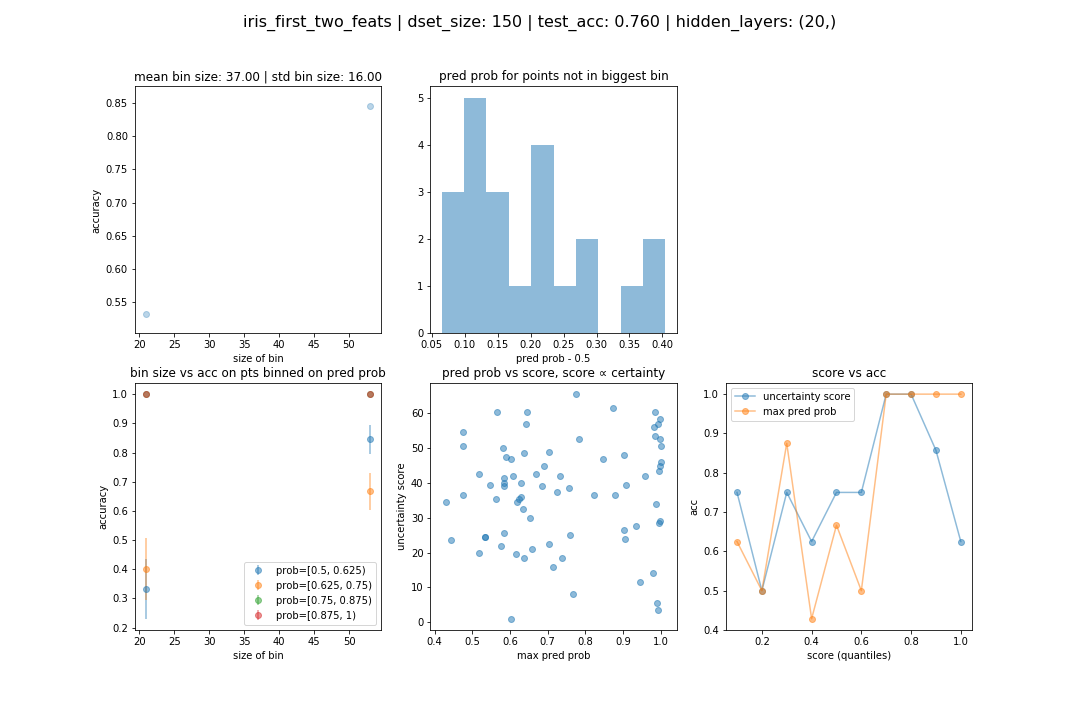 iris_first_two_feats | dset_size: 150 | test_acc: 0.760 | hidden_layers: (20,)
mean bin size: 37.00 | std bin size: 16.00
0.85
0.80
0.75
0.70
0.65
0.60
0.55
accuracy
20 25 30 35 40 45 50
size of bin
pred prob for points not in biggest bin
5
4
3
2
1
0
0.05 0.10 0.15 0.20 0.25 0.30 0.35 0.40
pred prob - 0.5
bin size vs acc on pts binned on pred prob
1.0
0.9
0.8
0.7
0.6
0.5
0.4
0.3
0.2
accuracy
prob=[0.5, 0.625)
prob=[0.625, 0.75)
prob=[0.75, 0.875)
prob=[0.875, 1)
20 25 30 35 40 45 50
size of bin
pred prob vs score, score ∝ certainty
60
50
40
30
20
10
0
uncertainty score
0.4 0.5 0.6 0.7 0.8 0.9 1.0
max pred prob
score vs acc
uncertainty score
max pred prob
1.0
0.9
0.8
0.7
0.6
0.5
0.4
acc
0.2 0.4 0.6 0.8 1.0
score (quantiles)